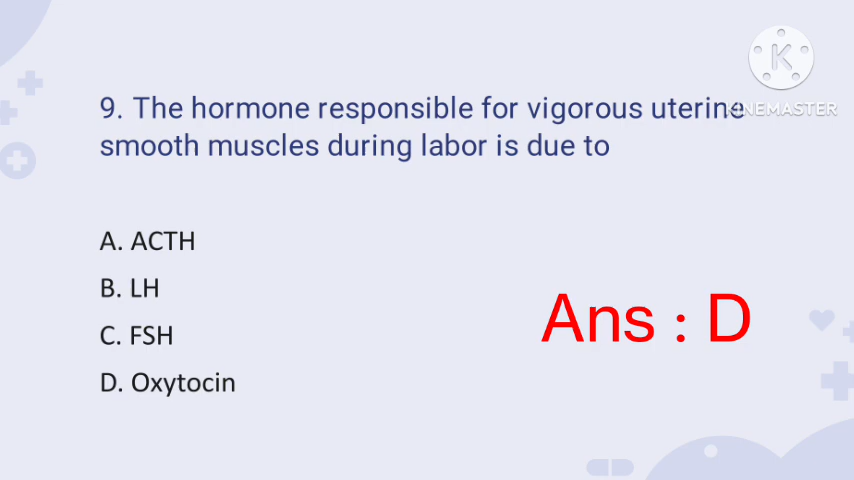 9. The hormone responsible for vigorous uterine
smooth muscles during labor is due to
A. ACTH
B. LH
C. FSH
D. Oxytocin
Ans : D
K
KINEMASTER